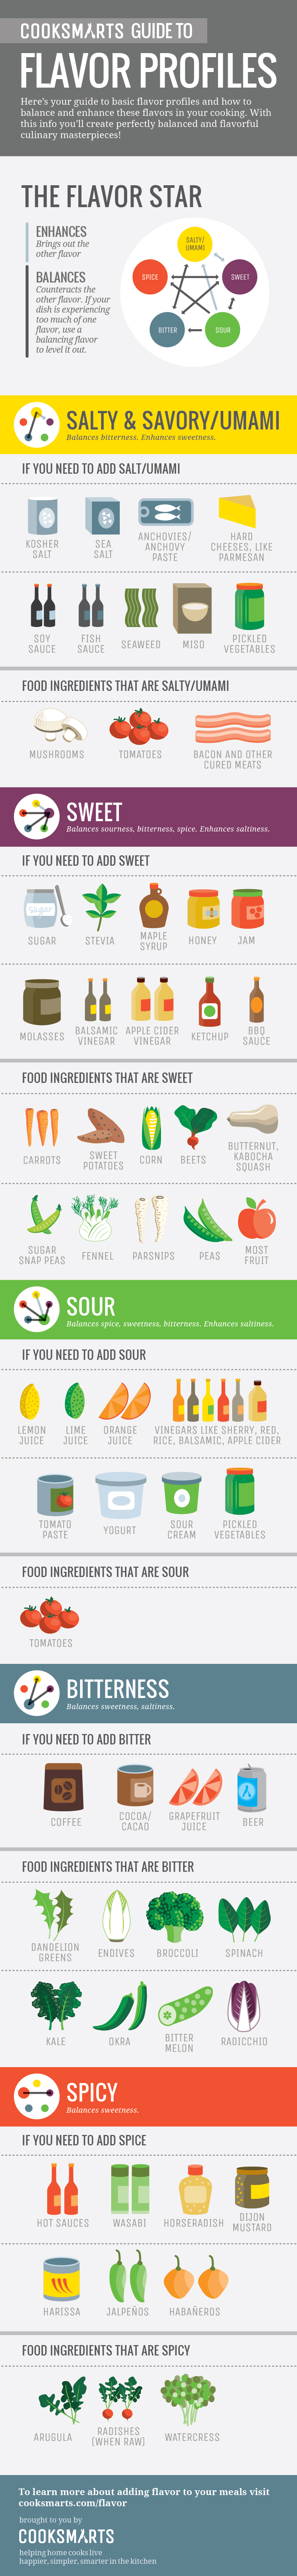 COOKSMARTS GUIDE TO
FLAVOR PROFILES
Here's your guide to basic flavor profiles and how to
balance and enhance these flavors in your cooking. With
this info you'll create perfectly balanced and flavorful
culinary masterpieces!
THE FLAVOR STAR
ENHANCES
Brings out the
other flavor
BALANCES
Counteracts the
other flavor. If your
dish is experiencing
too much of one
flavor, use a
balancing flavor
to level it out.
SALTY/
UMAMI
SPICE
SWEET
BITTER
SOUR
SALTY & SAVORY/UMAMI
Balances bitterness. Enhances sweetness.
IF YOU NEED TO ADD SALT/UMAMI
KOSHER
SALT
SEA
SALT
ANCHOVIES/
ANCHOVY
PASTE
HARD
CHEESES, LIKE
PARMESAN
SOY
SAUCE
FISH
SAUCE
SEAWEED
MISO
PICKLED
VEGETABLES
FOOD INGREDIENTS THAT ARE SALTY/UMAMI
MUSHROOMS
TOMATOES
BACON AND OTHER
CURED MEATS
SWEET
Balances sourness, bitterness, spice. Enhances saltiness.
IF YOU NEED TO ADD SWEET
sugar
SUGAR
STEVIA
MAPLE
SYRUP
HONEY
JAM
MOLASSES
BALSAMIC
VINEGAR
APPLE CIDER
VINEGAR
KETCHUP
BBQ
SAUCE
FOOD INGREDIENTS THAT ARE SWEET
CARROTS
SWEET
POTATOES
CORN
BEETS
BUTTERNUT,
KABOCHA
SQUASH
SUGAR
SNAP PEAS
FENNEL
PARSNIPS
PEAS
MOST
FRUIT
SOUR
Balances spice, sweetness, bitterness. Enhances saltiness.
IF YOU NEED TO ADD SOUR
LEMON
JUICE
LIME
JUICE
ORANGE
JUICE
VINEGARS LIKE SHERRY, RED,
RICE, BALSAMIC, APPLE CIDER
TOMATO
PASTE
YOGURT
SOUR
CREAM
PICKLED
VEGETABLES
FOOD INGREDIENTS THAT ARE SOUR
TOMATOES
BITTERNESS
Balances sweetness, saltiness.
IF YOU NEED TO ADD BITTER
COFFEE
COCOA/
CACAO
GRAPEFRUIT
JUICE
BEER
FOOD INGREDIENTS THAT ARE BITTER
DANDELION
GREENS
ENDIVES
BROCCOLI
SPINACH
KALE
OKRA
BITTER
MELON
RADICCHIO
SPICY
Balances sweetness.
IF YOU NEED TO ADD SPICE
HOT SAUCES
WASABI
HORSERADISH
DIJON
MUSTARD
HARISSA
JALPEÑOS
HABAÑEROS
FOOD INGREDIENTS THAT ARE SPICY
ARUGULA
RADISHES
(WHEN RAW)
WATERCRESS
To learn more about adding flavor to your meals visit
cooksmarts.com/flavor
brought to you by
COOKSMARTS
helping home cooks live
happier, simpler, smarter in the kitchen